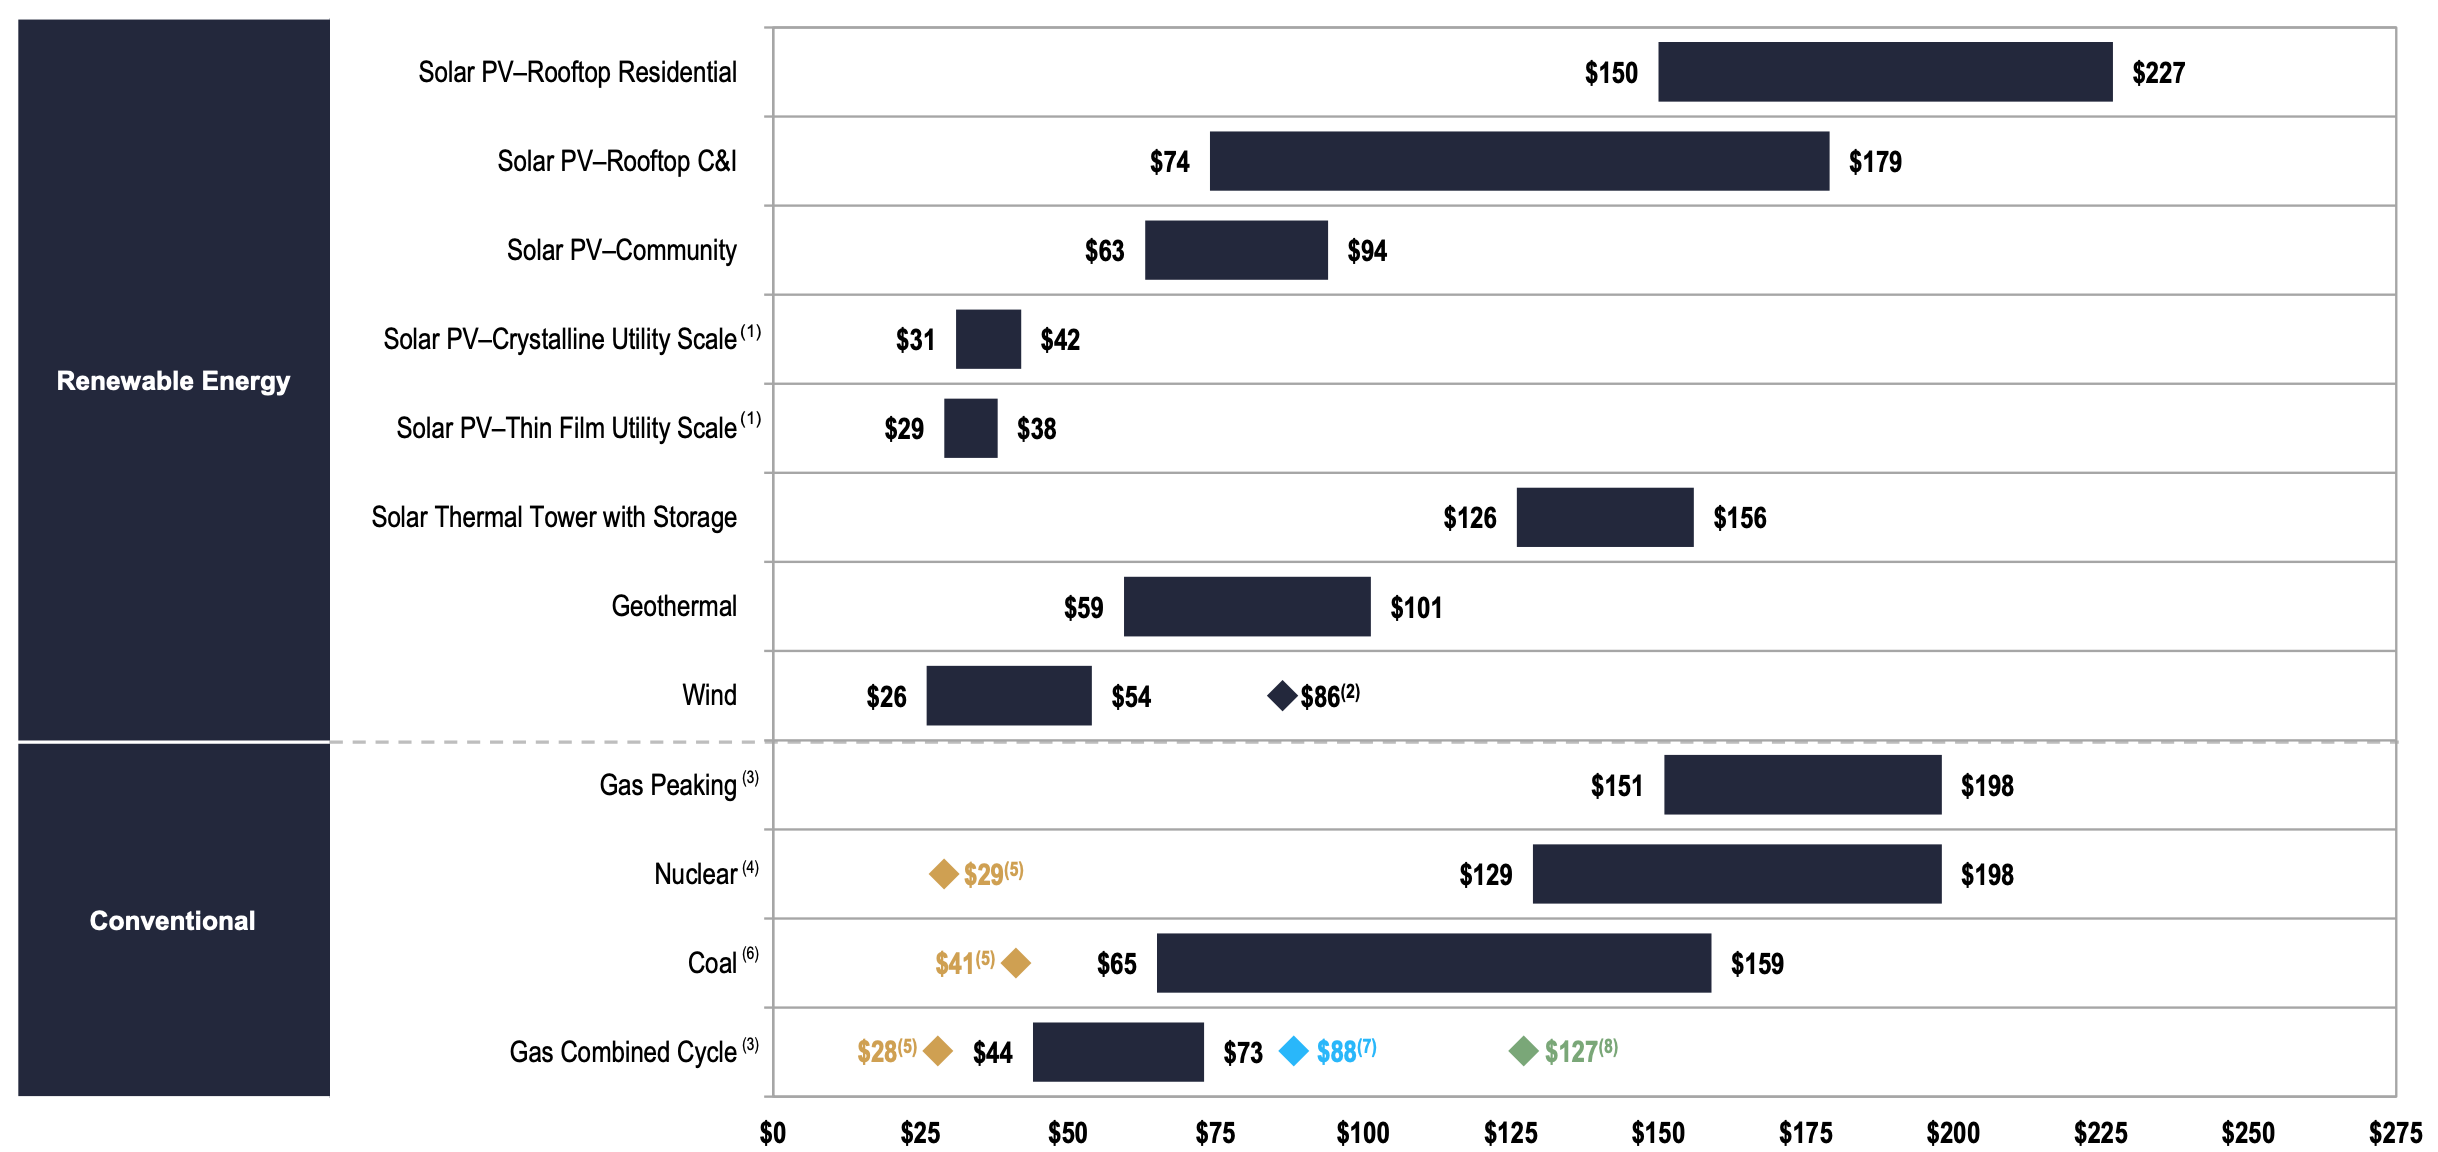 Renewable Energy
Solar PV–Rooftop Residential $150 $227
Solar PV–Rooftop C&I $74 $179
Solar PV–Community $63 $94
Solar PV–Crystalline Utility Scale (1) $31 $42
Solar PV–Thin Film Utility Scale (1) $29 $38
Solar Thermal Tower with Storage $126 $156
Geothermal $59 $101
Wind $26 $54 $86(2)
Conventional
Gas Peaking (3) $151 $198
Nuclear (4) $29(5) $129 $198
Coal (6) $41(5) $65 $159
Gas Combined Cycle (3) $28(5) $44 $73 $88(7) $127(8)
$0 $25 $50 $75 $100 $125 $150 $175 $200 $225 $250 $275